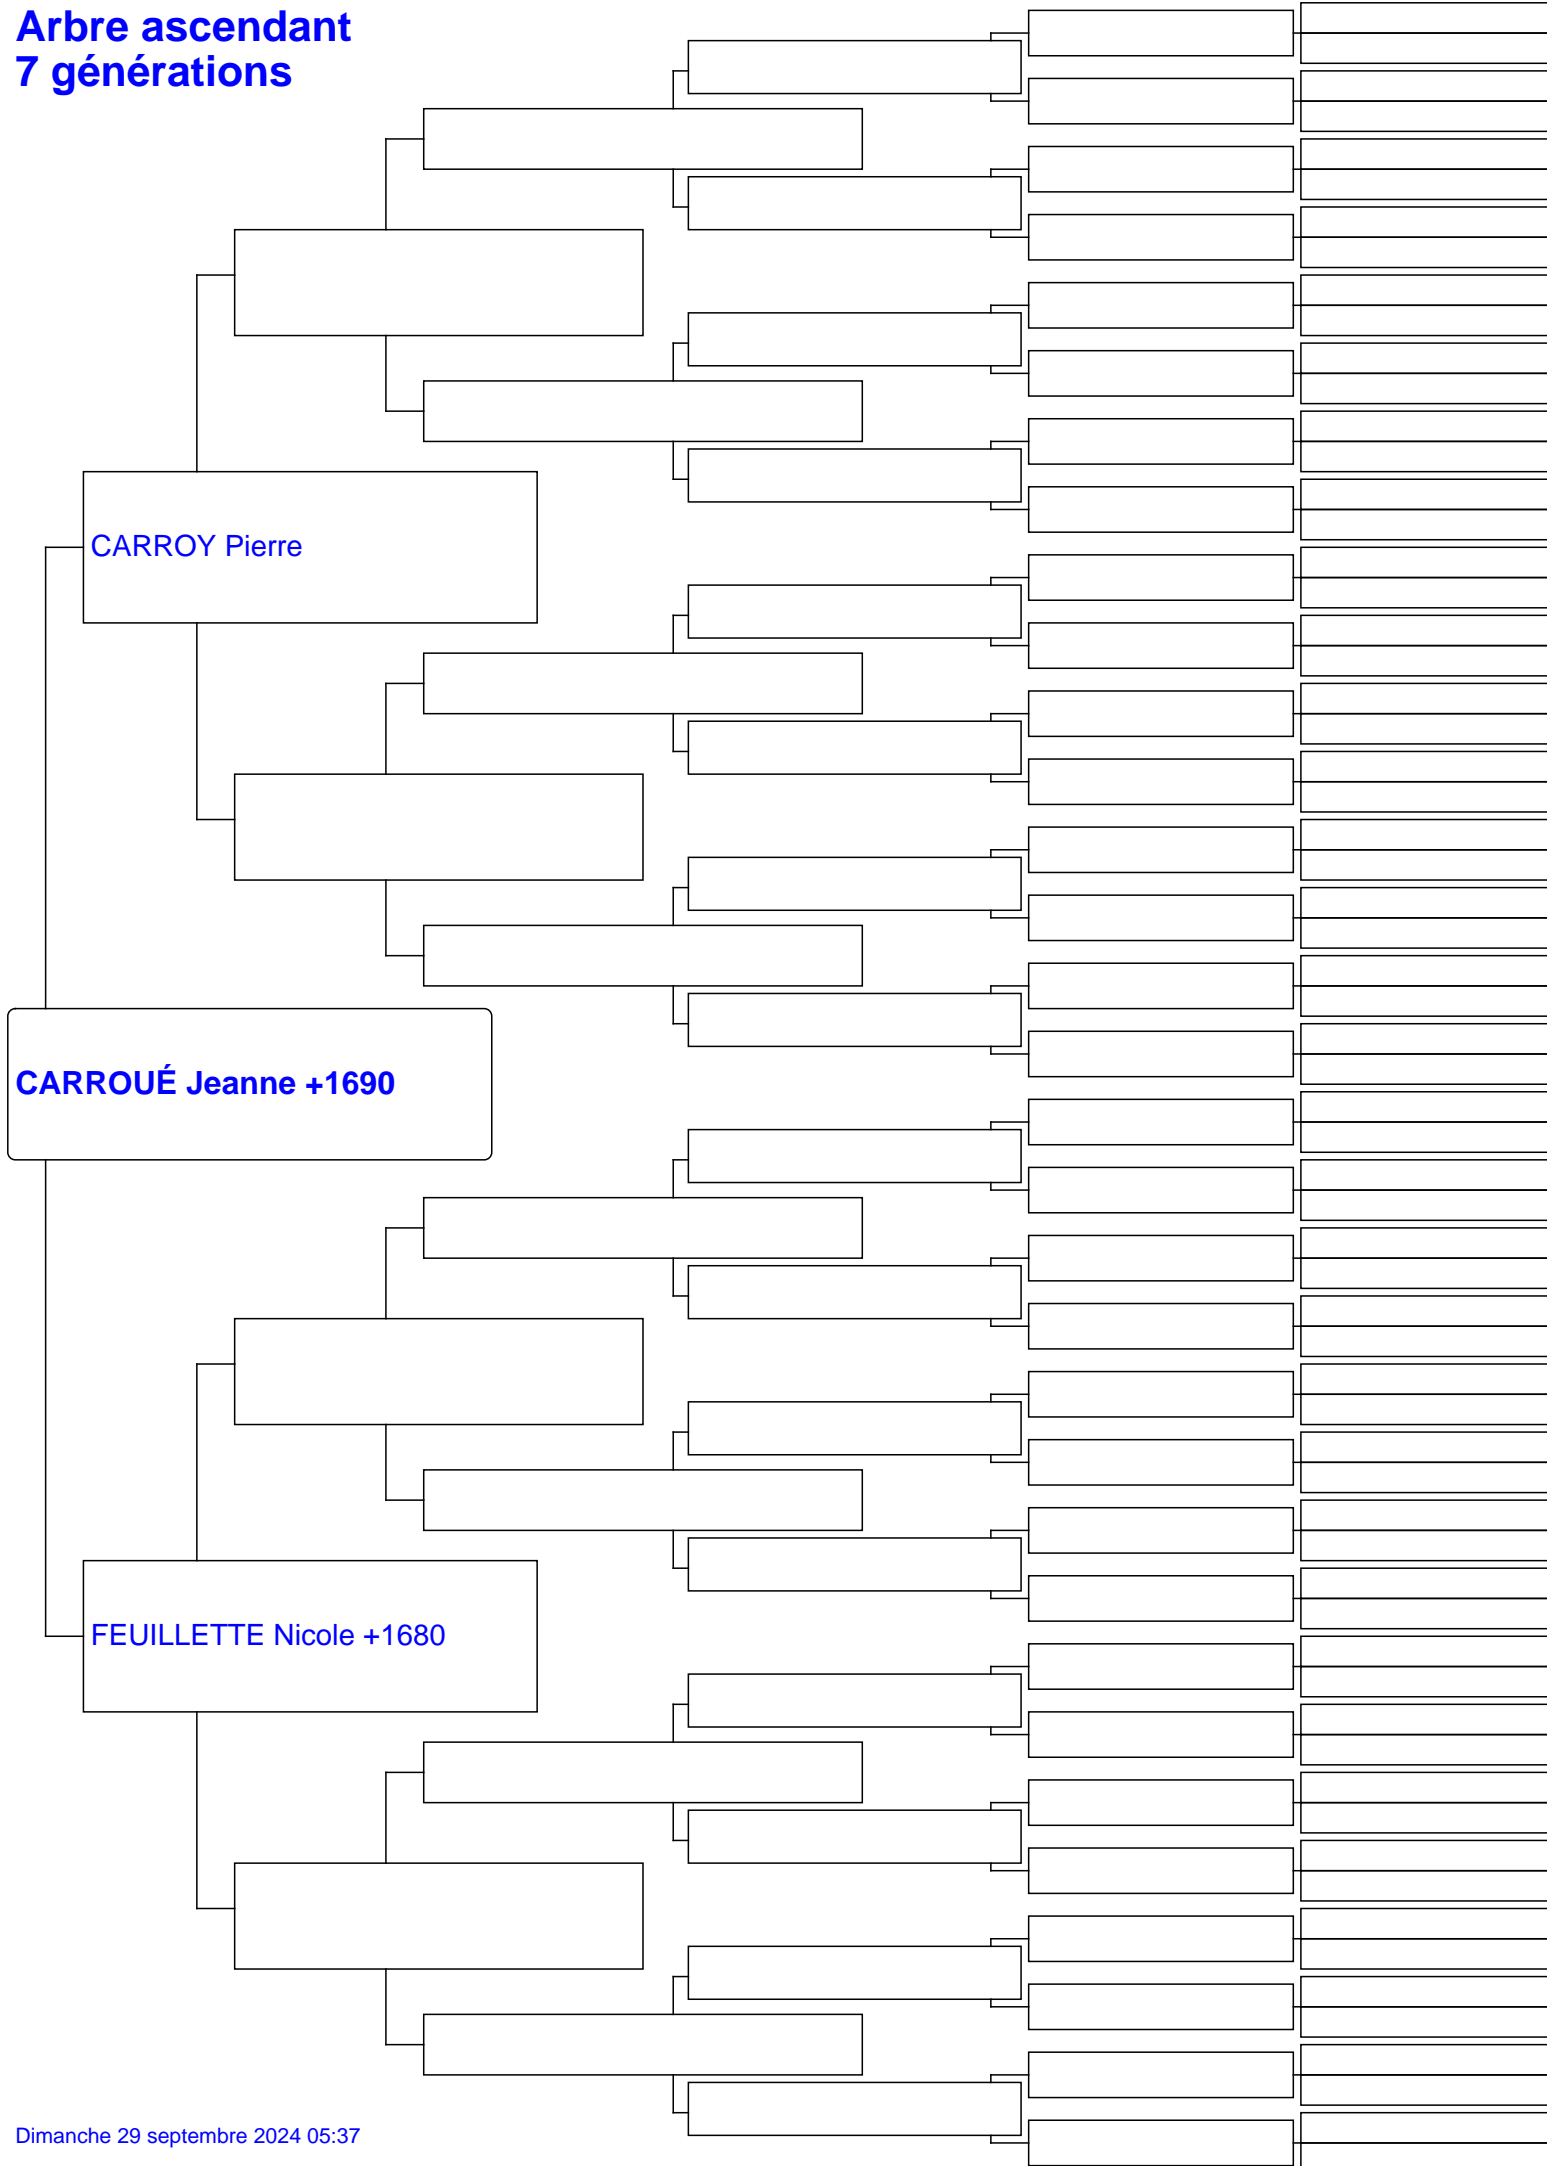 Arbre ascendant
7 générations
CARROY Pierre
CARROUÉ Jeanne +1690
FEUILLETTE Nicole +1680
Dimanche 29 septembre 2024 05:37